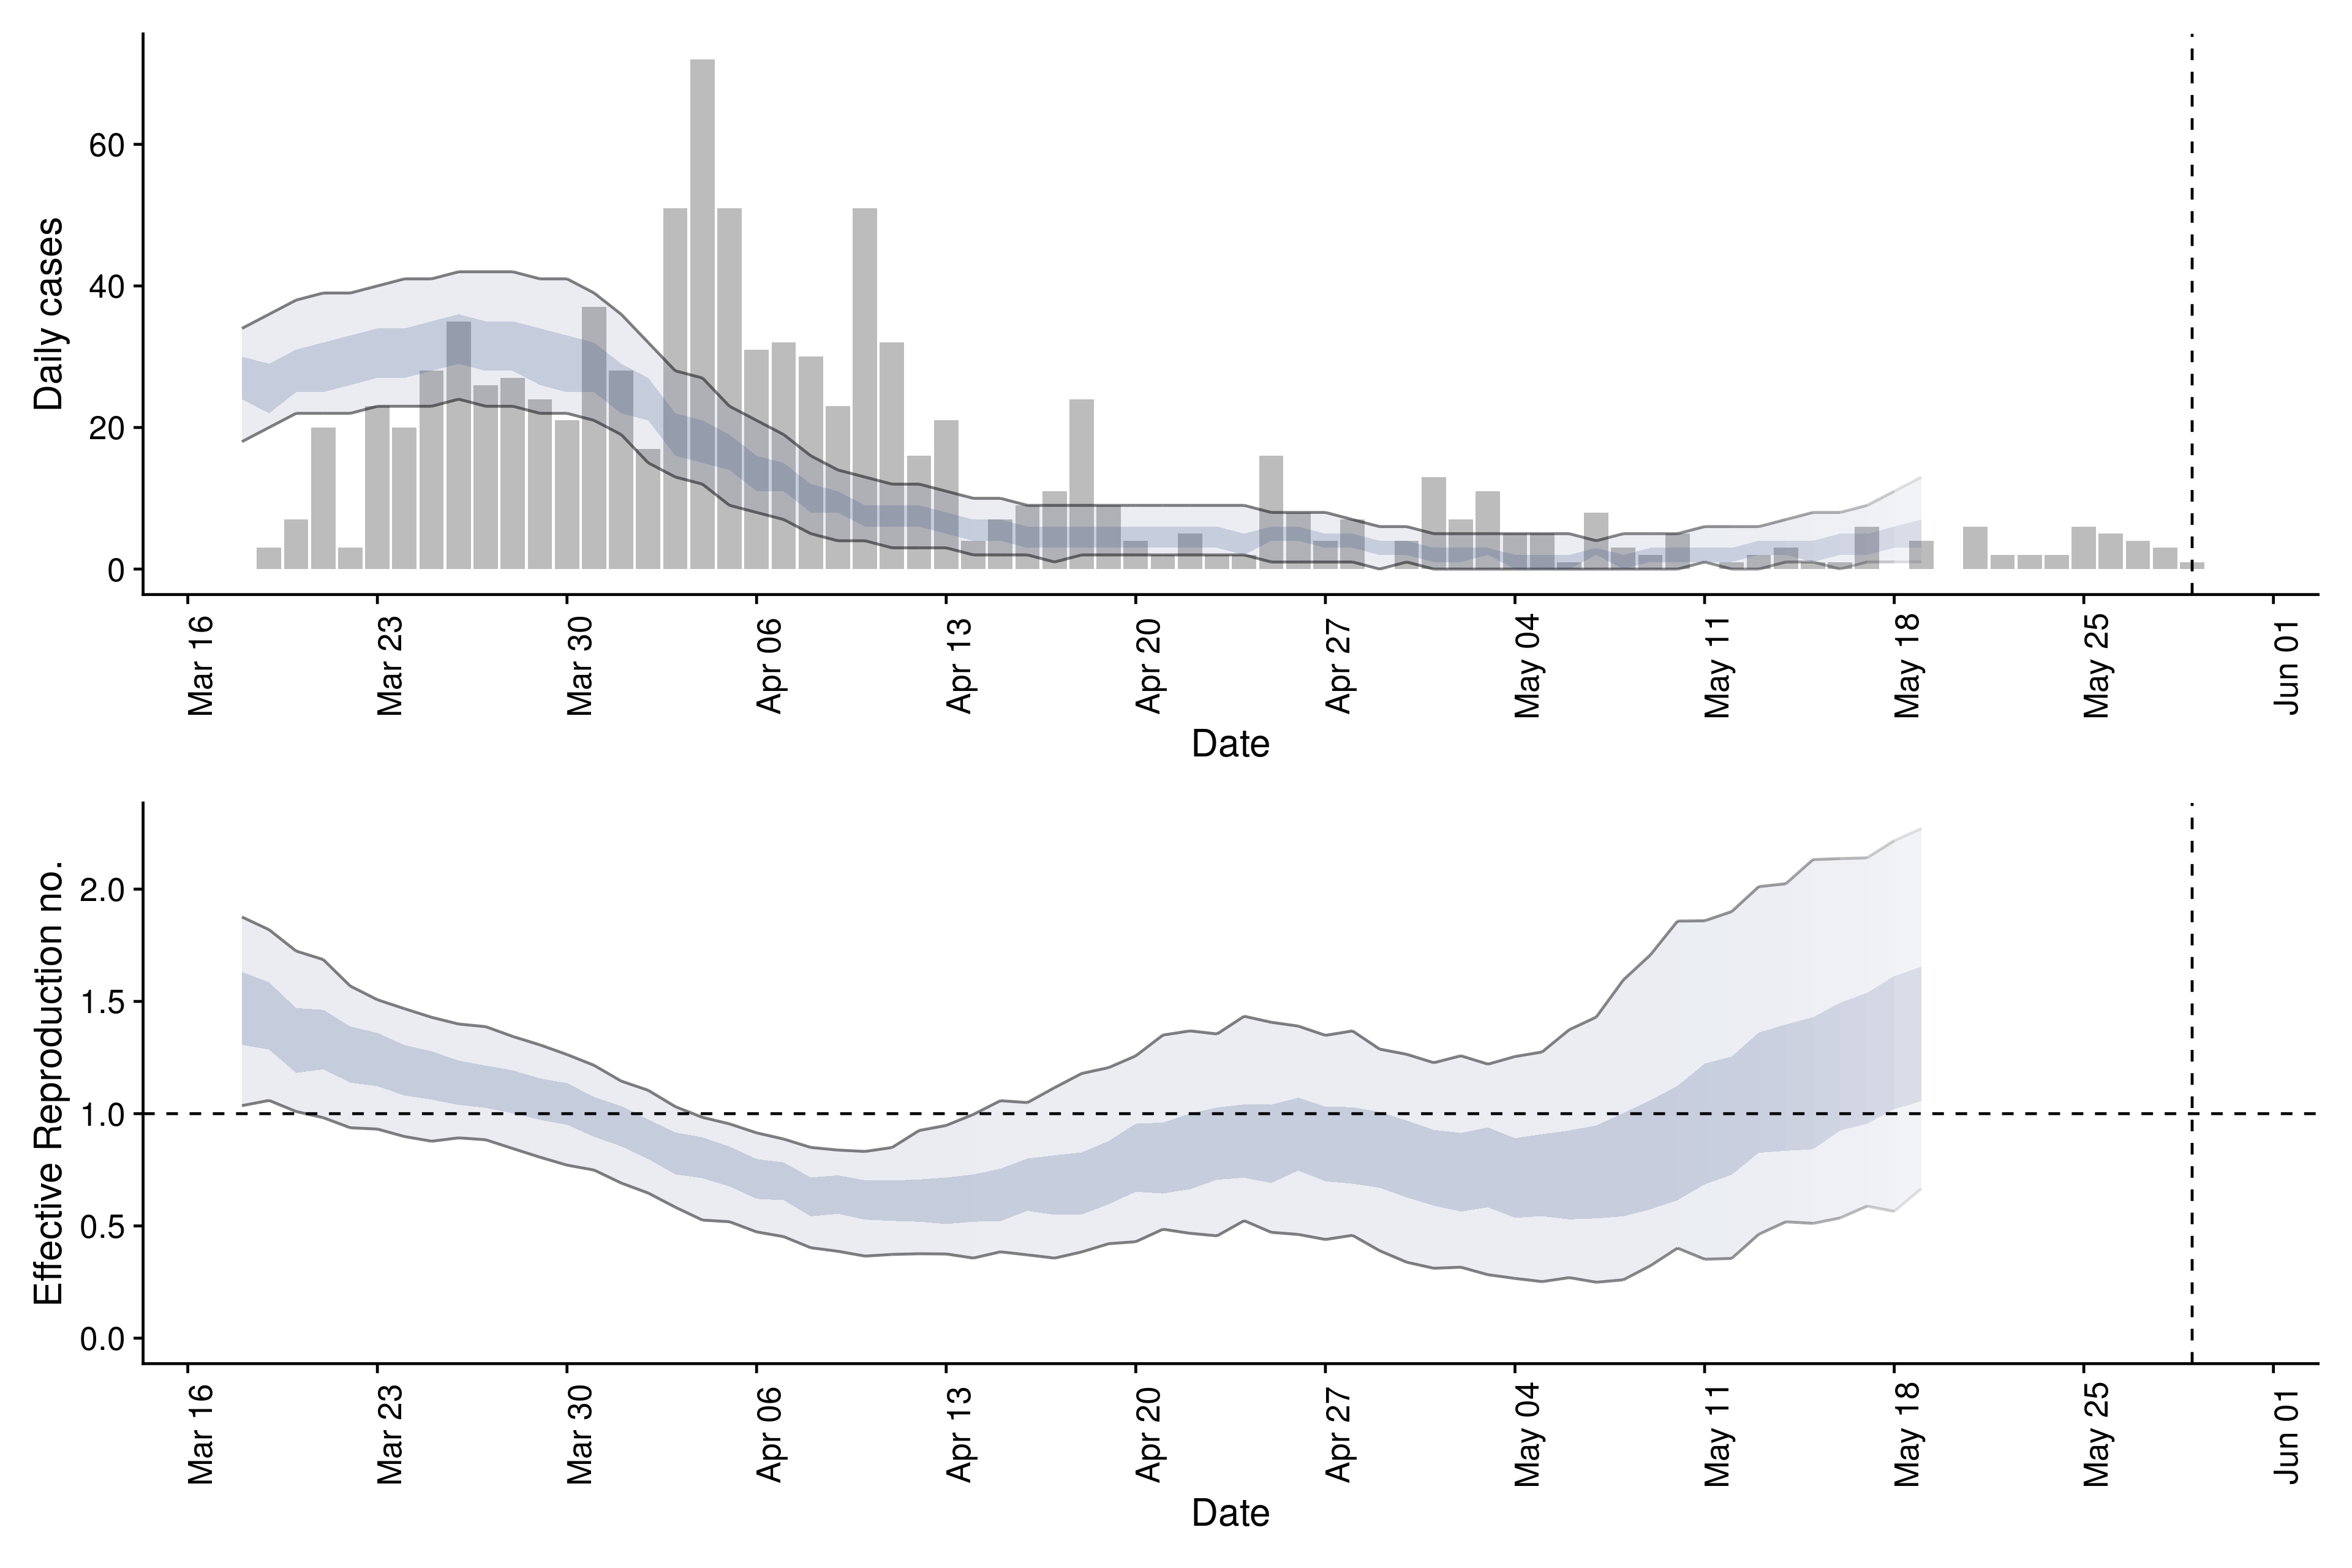 Daily cases
60
40
20
0
Mar 16
Mar 23
Mar 30
Apr 06
Apr 13
Apr 20
Apr 27
May 04
May 11
May 18
May 25
Jun 01
Date
Effective Reproduction no.
2.0
1.5
1.0
0.5
0.0
Mar 16
Mar 23
Mar 30
Apr 06
Apr 13
Apr 20
Apr 27
May 04
May 11
May 18
May 25
Jun 01
Date